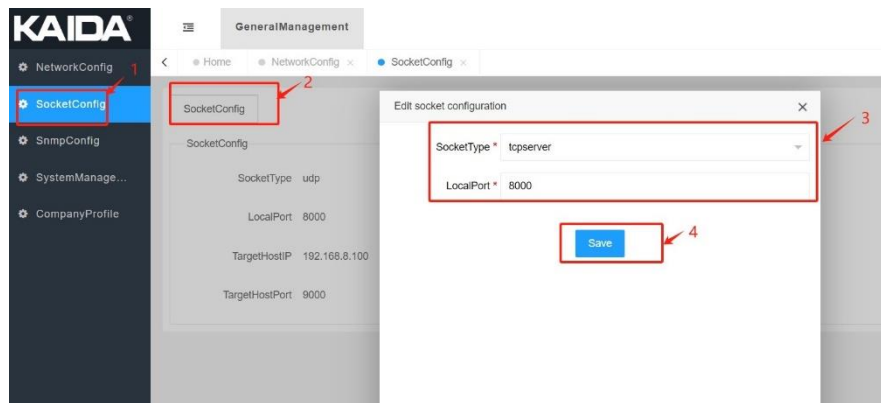 KAIDA®
GeneralManagement
NetworkConfig
1
Home
NetworkConfig
SocketConfig
SocketConfig
2
SocketConfig
Edit socket configuration
3
SocketConfig
SocketType * tcpserver
SnmpConfig
SocketType udp
LocalPort * 8000
SystemManage...
CompanyProfile
LocalPort 8000
Save
4
TargetHostIP 192.168.8.100
TargetHostPort 9000